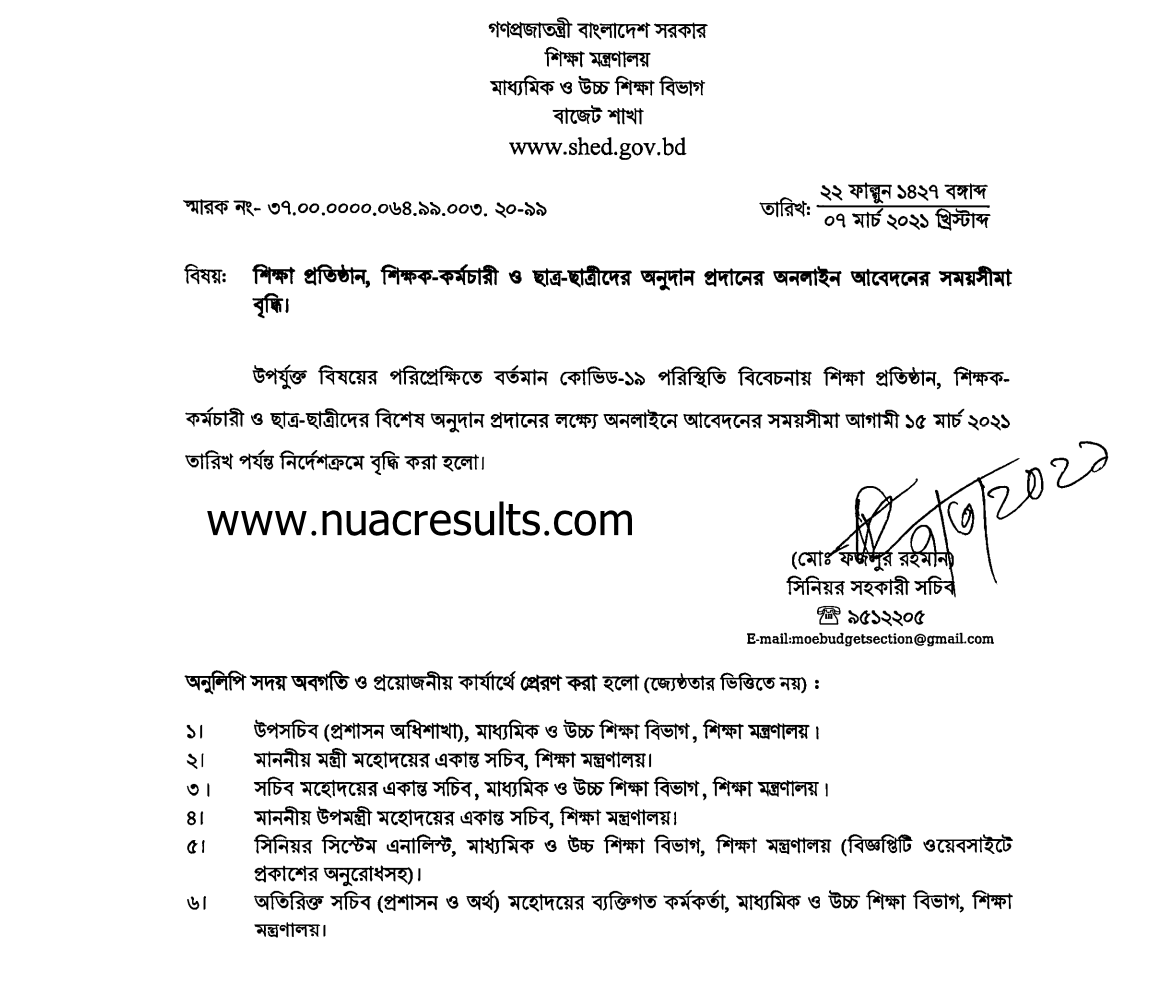 গণপ্রজাতন্ত্রী বাংলাদেশ সরকার
শিক্ষা মন্ত্রণালয়
মাধ্যমিক ও উচ্চ শিক্ষা বিভাগ
বাজেট শাখা
www.shed.gov.bd
স্মারক নং- ৩৭.০০.০০০০.০৬৪.৯৯.০০৩. ২০-৯৯
তারিখ: ২২ ফাল্গুন ১৪২৭ বঙ্গাব্দ
০৭ মার্চ ২০২১ খ্রিস্টাব্দ
বিষয়: শিক্ষা প্রতিষ্ঠান, শিক্ষক-কর্মচারী ও ছাত্র-ছাত্রীদের অনুদান প্রদানের অনলাইন আবেদনের সময়সীমা
বৃদ্ধি।
উপর্যুক্ত বিষয়ের পরিপ্রেক্ষিতে বর্তমান কোভিড-১৯ পরিস্থিতি বিবেচনায় শিক্ষা প্রতিষ্ঠান, শিক্ষক-
কর্মচারী ও ছাত্র-ছাত্রীদের বিশেষ অনুদান প্রদানের লক্ষ্যে অনলাইনে আবেদনের সময়সীমা আগামী ১৫ মার্চ ২০২১
তারিখ পর্যন্ত নির্দেশক্রমে বৃদ্ধি করা হলো।
www.nuacresults.com
৭/৩/২০২১
(মোঃ ফজলুর রহমান)
সিনিয়র সহকারী সচিব
☏ ৯৫১২২০৫
E-mail:moebudgetsection@gmail.com
অনুলিপি সদয় অবগতি ও প্রয়োজনীয় কার্যার্থে প্রেরণ করা হলো (জ্যেষ্ঠতার ভিত্তিতে নয়) :
১। উপসচিব (প্রশাসন অধিশাখা), মাধ্যমিক ও উচ্চ শিক্ষা বিভাগ, শিক্ষা মন্ত্রণালয়।
২। মাননীয় মন্ত্রী মহোদয়ের একান্ত সচিব, শিক্ষা মন্ত্রণালয়।
৩। সচিব মহোদয়ের একান্ত সচিব, মাধ্যমিক ও উচ্চ শিক্ষা বিভাগ, শিক্ষা মন্ত্রণালয়।
৪। মাননীয় উপমন্ত্রী মহোদয়ের একান্ত সচিব, শিক্ষা মন্ত্রণালয়।
৫। সিনিয়র সিস্টেম এনালিস্ট, মাধ্যমিক ও উচ্চ শিক্ষা বিভাগ, শিক্ষা মন্ত্রণালয় (বিজ্ঞপ্তিটি ওয়েবসাইটে
প্রকাশের অনুরোধসহ)।
৬। অতিরিক্ত সচিব (প্রশাসন ও অর্থ) মহোদয়ের ব্যক্তিগত কর্মকর্তা, মাধ্যমিক ও উচ্চ শিক্ষা বিভাগ, শিক্ষা
মন্ত্রণালয়।